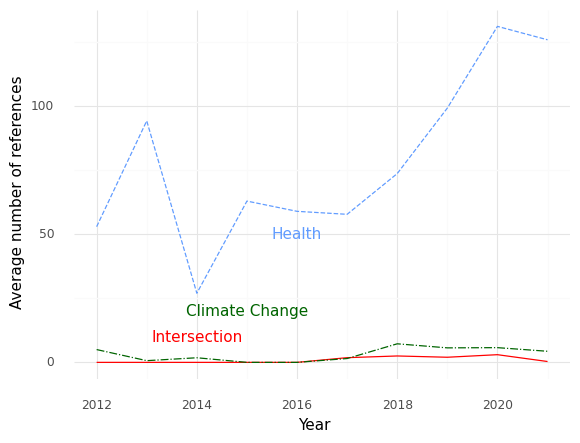 Average number of references
100
50
0
Health
Climate Change
Intersection
2012 2014 2016 2018 2020
Year